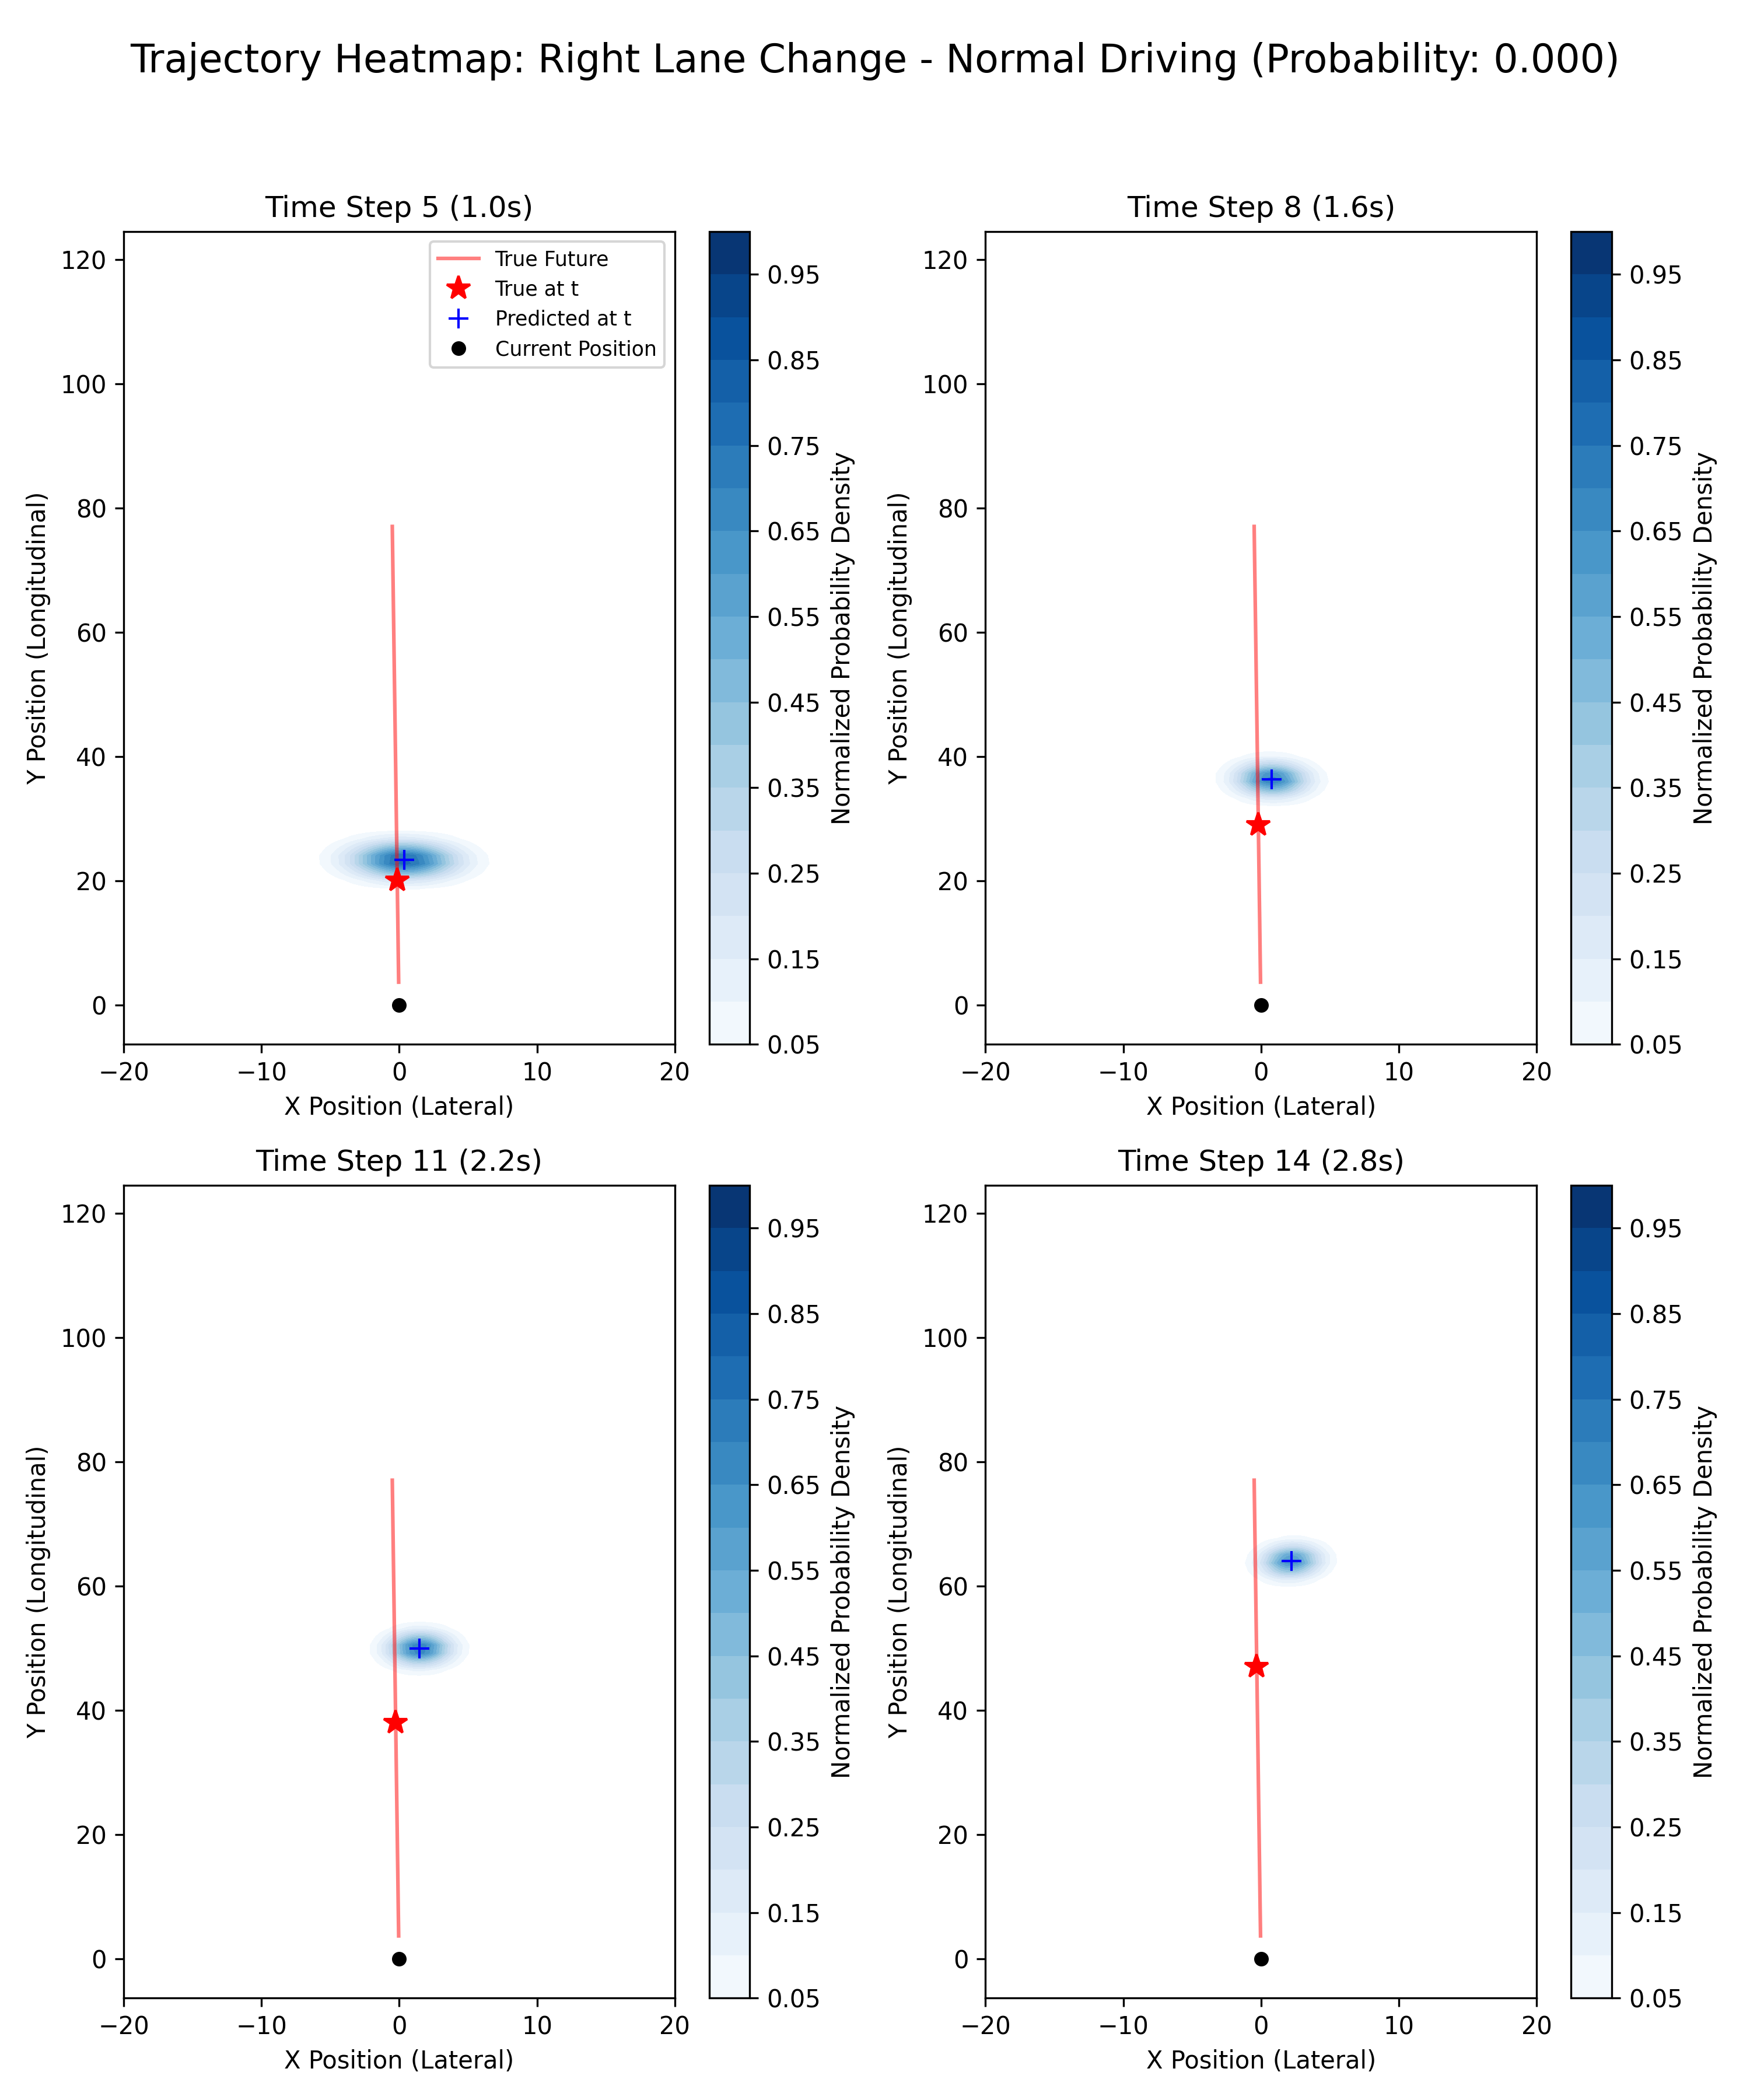 Trajectory Heatmap: Right Lane Change - Normal Driving (Probability: 0.000)
Time Step 5 (1.0s)
True Future
True at t
Predicted at t
Current Position
120
100
80
60
40
20
0
Y Position (Longitudinal)
−20 −10 0 10 20
X Position (Lateral)
0.95
0.85
0.75
0.65
0.55
0.45
0.35
0.25
0.15
0.05
Normalized Probability Density
Time Step 8 (1.6s)
120
100
80
60
40
20
0
Y Position (Longitudinal)
−20 −10 0 10 20
X Position (Lateral)
0.95
0.85
0.75
0.65
0.55
0.45
0.35
0.25
0.15
0.05
Normalized Probability Density
Time Step 11 (2.2s)
120
100
80
60
40
20
0
Y Position (Longitudinal)
−20 −10 0 10 20
X Position (Lateral)
0.95
0.85
0.75
0.65
0.55
0.45
0.35
0.25
0.15
0.05
Normalized Probability Density
Time Step 14 (2.8s)
120
100
80
60
40
20
0
Y Position (Longitudinal)
−20 −10 0 10 20
X Position (Lateral)
0.95
0.85
0.75
0.65
0.55
0.45
0.35
0.25
0.15
0.05
Normalized Probability Density